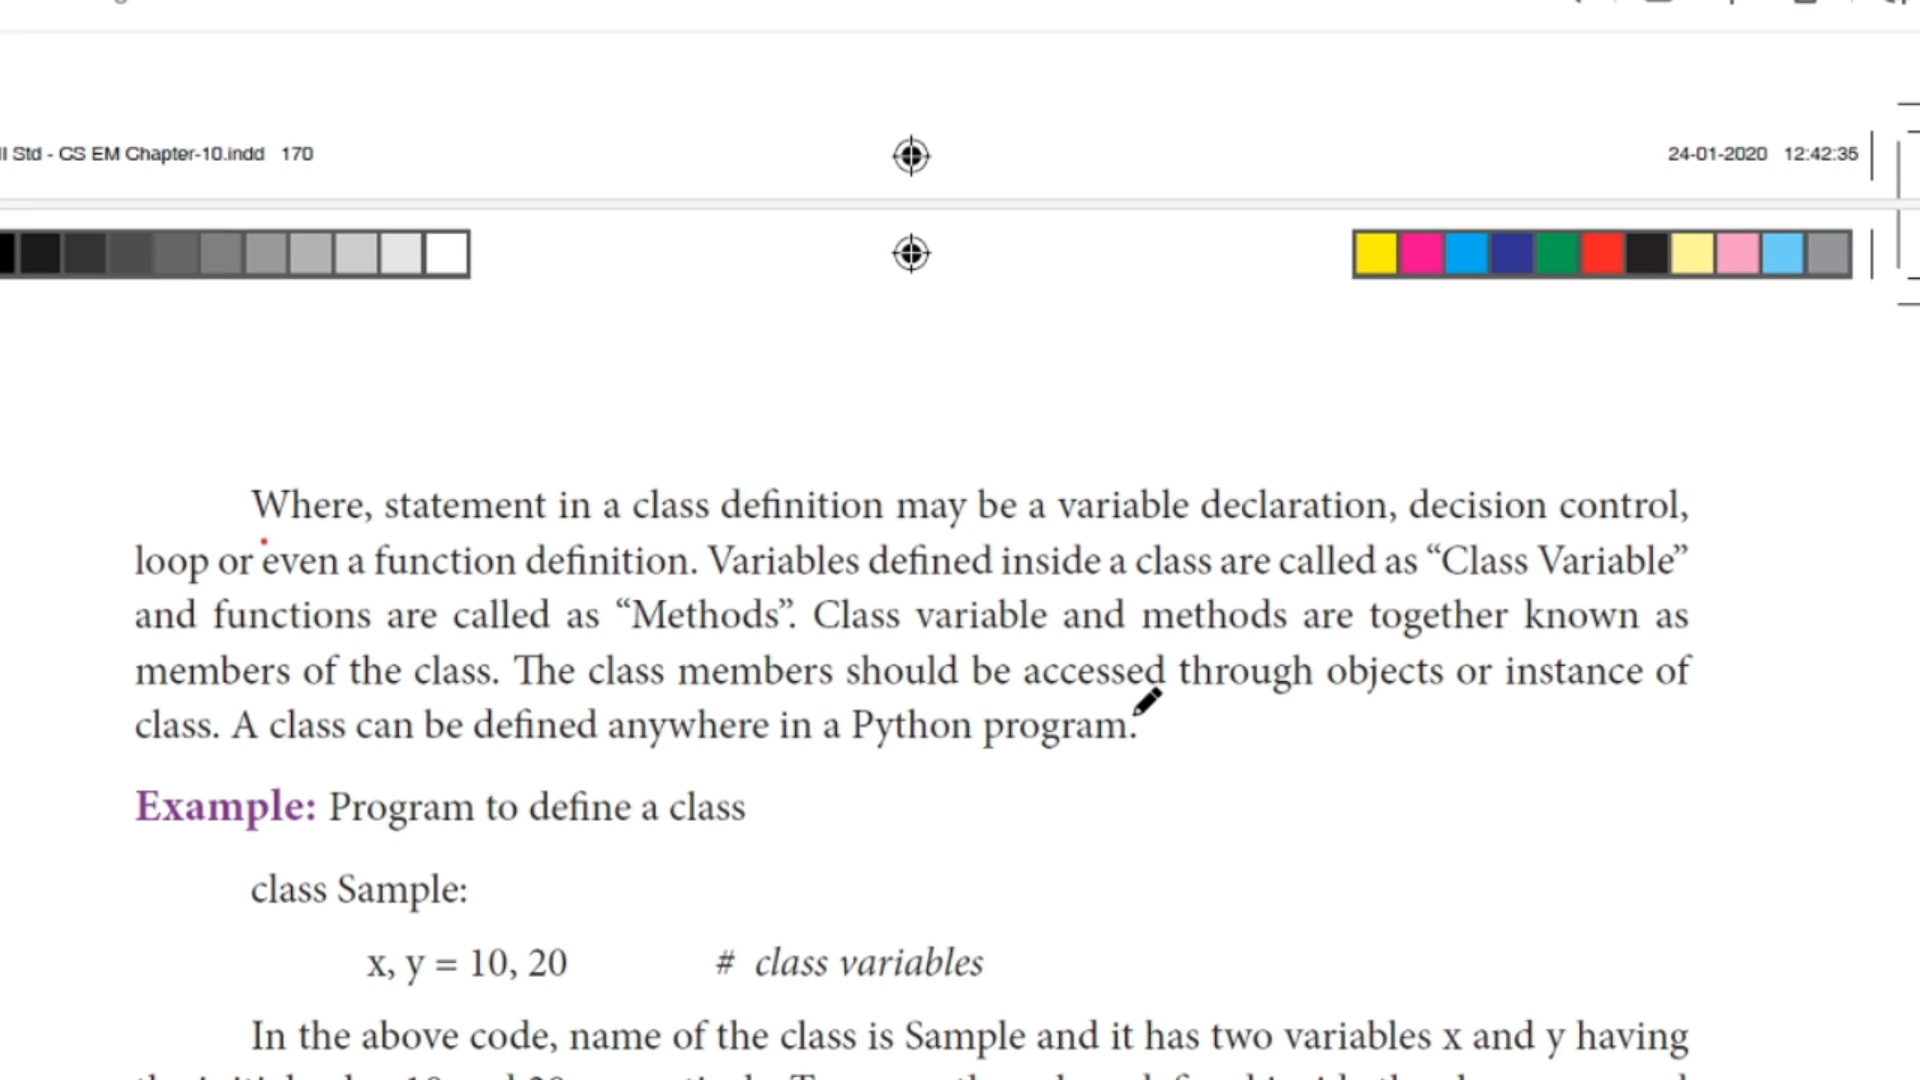 Std - CS EM Chapter-10.indd 170
24-01-2020 12:42:35
Where, statement in a class definition may be a variable declaration, decision control,
loop or even a function definition. Variables defined inside a class are called as “Class Variable”
and functions are called as “Methods”. Class variable and methods are together known as
members of the class. The class members should be accessed through objects or instance of
class. A class can be defined anywhere in a Python program.
Example: Program to define a class
class Sample:
x, y = 10, 20 # class variables
In the above code, name of the class is Sample and it has two variables x and y having